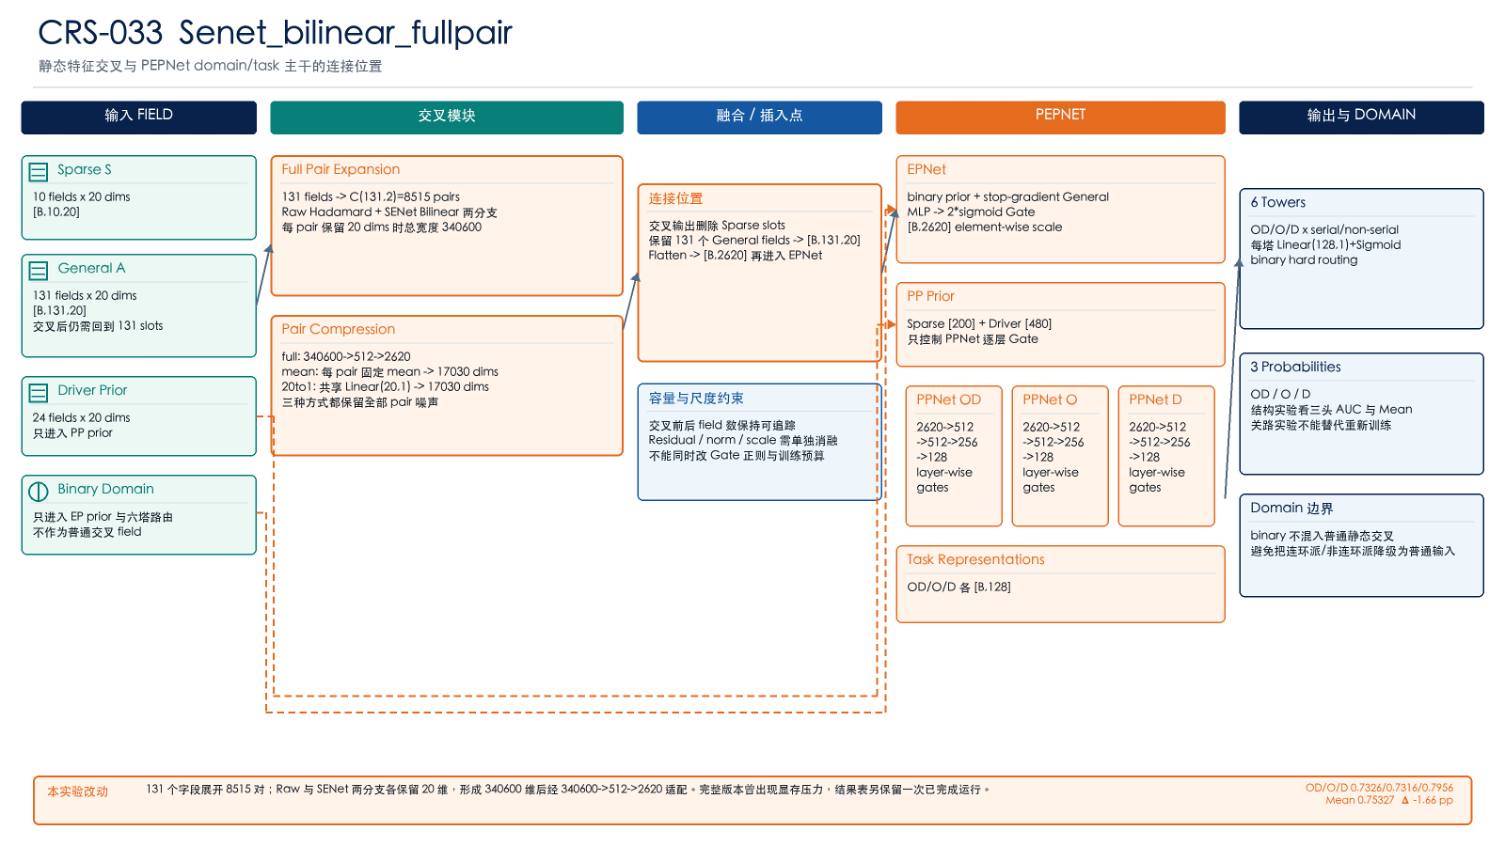 CRS-033 Senet_bilinear_fullpair
静态特征交叉与 PEPNet domain/task 主干的连接位置
输入 FIELD
交叉模块
融合 / 插入点
PEPNET
输出与 DOMAIN
Sparse S
10 fields x 20 dims
[B.10.20]
General A
131 fields x 20 dims
[B.131.20]
交叉后仍需回到 131 slots
Driver Prior
24 fields x 20 dims
只进入 PP prior
Binary Domain
只进入 EP prior 与六塔路由
不作为普通交叉 field
Full Pair Expansion
131 fields -> C(131.2)=8515 pairs
Raw Hadamard + SENet Bilinear 两分支
每 pair 保留 20 dims 时总宽度 340600
Pair Compression
full: 340600->512->2620
mean: 每 pair 固定 mean -> 17030 dims
20to1: 共享 Linear(20.1) -> 17030 dims
三种方式都保留全部 pair 噪声
连接位置
交叉输出删除 Sparse slots
保留 131 个 General fields -> [B.131.20]
Flatten -> [B.2620] 再进入 EPNet
容量与尺度约束
交叉前后 field 数保持可追踪
Residual / norm / scale 需单独消融
不能同时改 Gate 正则与训练预算
EPNet
binary prior + stop-gradient General
MLP -> 2*sigmoid Gate
[B.2620] element-wise scale
PP Prior
Sparse [200] + Driver [480]
只控制 PPNet 逐层 Gate
PPNet OD
2620->512
->512->256
->128
layer-wise
gates
PPNet O
2620->512
->512->256
->128
layer-wise
gates
PPNet D
2620->512
->512->256
->128
layer-wise
gates
Task Representations
OD/O/D 各 [B.128]
6 Towers
OD/O/D x serial/non-serial
每塔 Linear(128.1)+Sigmoid
binary hard routing
3 Probabilities
OD / O / D
结构实验看三头 AUC 与 Mean
关路实验不能替代重新训练
Domain 边界
binary 不混入普通静态交叉
避免把连环派/非连环派降级为普通输入
本实验改动
131 个字段展开 8515 对；Raw 与 SENet 两分支各保留 20 维，形成 340600 维后经 340600->512->2620 适配。完整版本曾出现显存压力，结果表另保留一次已完成运行。
OD/O/D 0.7326/0.7316/0.7956
Mean 0.75327 Δ -1.66 pp